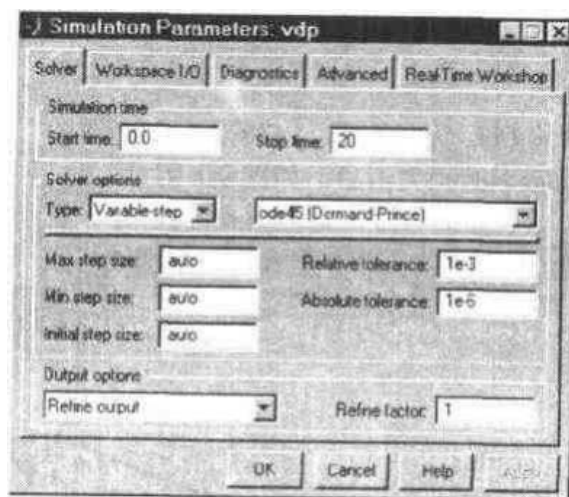 Simulation Parameters: vdp
Solver Workspace I/O Diagnostics Advanced Real-Time Workshop
Simulation time
Start time: 0.0 Stop time: 20
Solver options
Type: Variable-step ode45 (Dormand-Prince)
Max step size: auto Relative tolerance: 1e-3
Min step size: auto Absolute tolerance: 1e-6
Initial step size: auto
Output options
Refine output Refine factor: 1
OK Cancel Help Apply